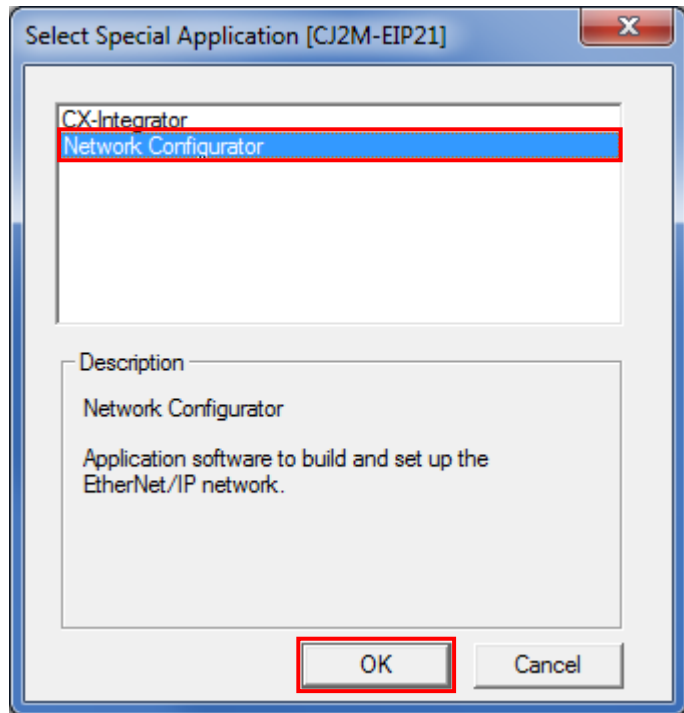 Select Special Application [CJ2M-EIP21]
CX-Integrator
Network Configurator
Description
Network Configurator
Application software to build and set up the
EtherNet/IP network.
OK
Cancel